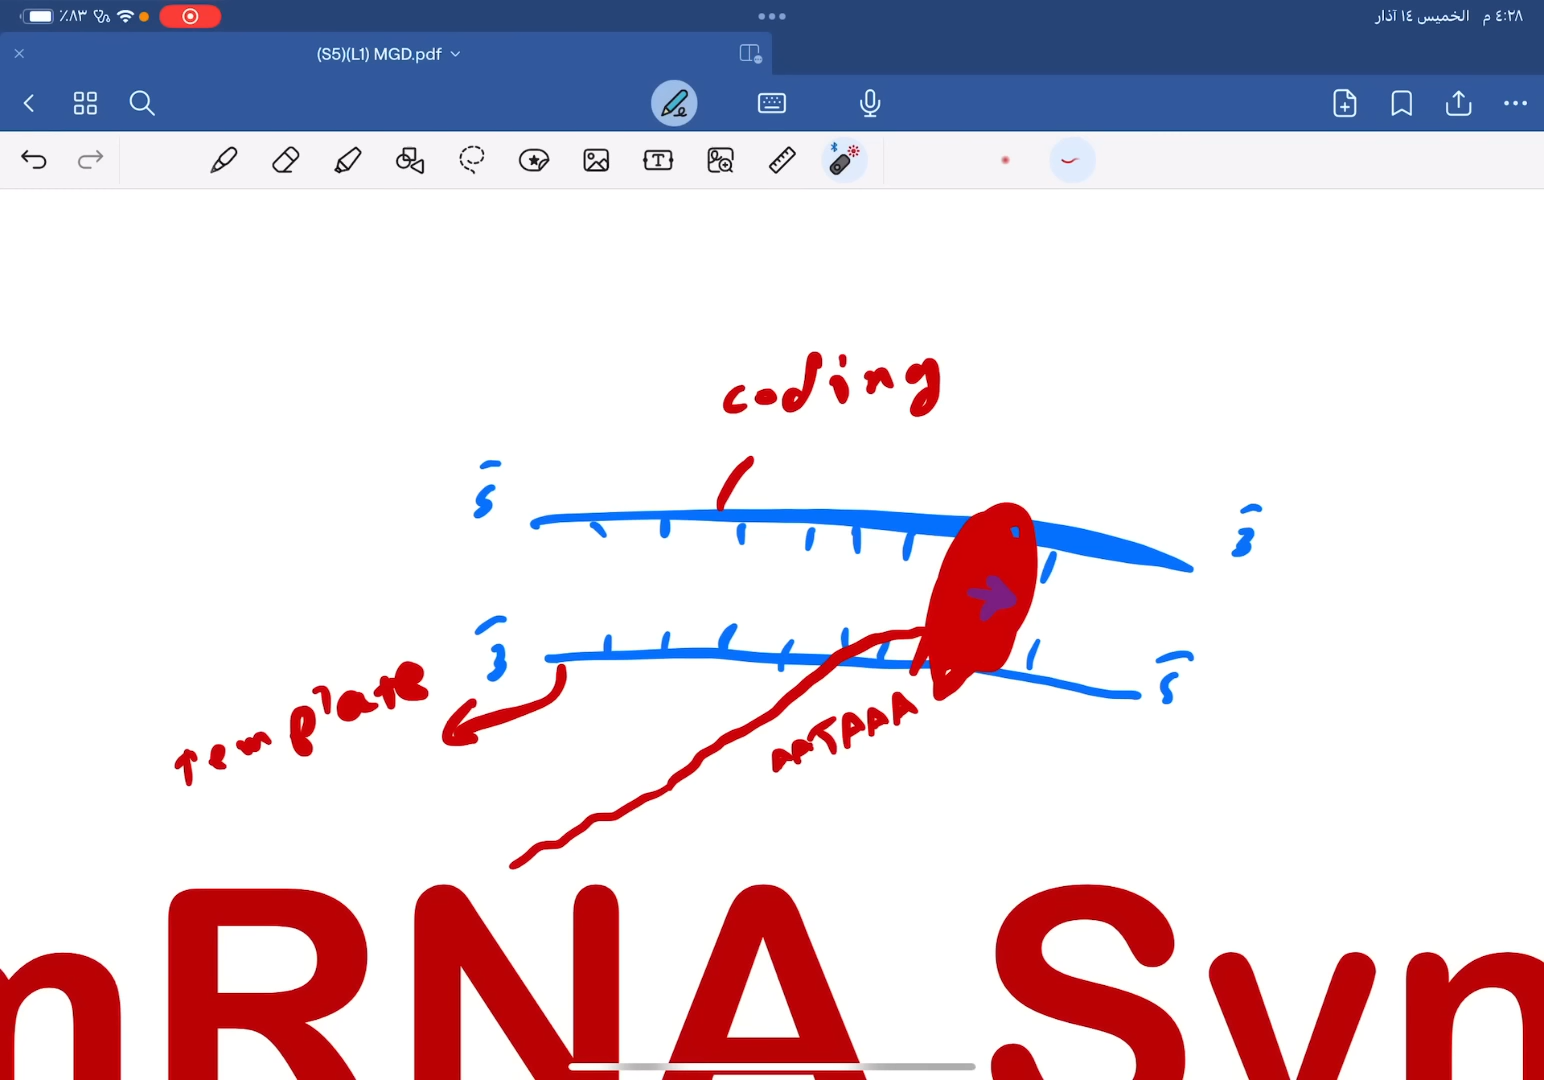 ٪٨٣
الخميس ١٤ آذار ٤:٢٨ م
(S5)(L1) MGD.pdf
coding
5
3
3
5
Template
AATAAA
mRNA Syn